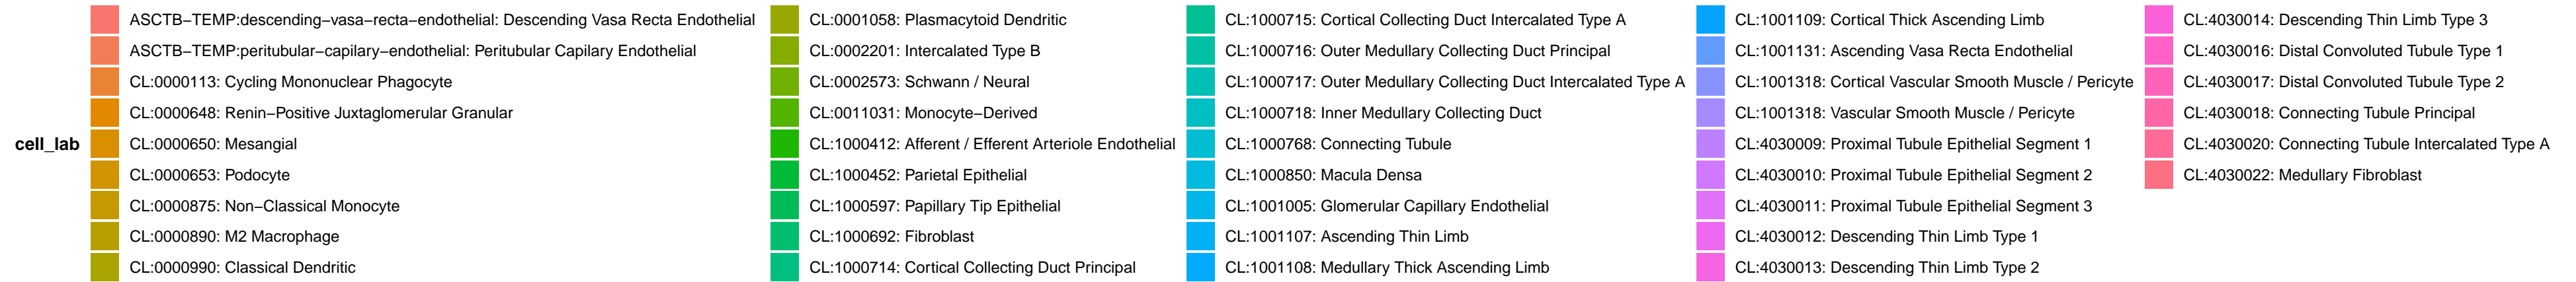 cell_lab
ASCTB−TEMP:descending−vasa−recta−endothelial: Descending Vasa Recta Endothelial
ASCTB−TEMP:peritubular−capilary−endothelial: Peritubular Capilary Endothelial
CL:0000113: Cycling Mononuclear Phagocyte
CL:0000648: Renin−Positive Juxtaglomerular Granular
CL:0000650: Mesangial
CL:0000653: Podocyte
CL:0000875: Non−Classical Monocyte
CL:0000890: M2 Macrophage
CL:0000990: Classical Dendritic
CL:0001058: Plasmacytoid Dendritic
CL:0002201: Intercalated Type B
CL:0002573: Schwann / Neural
CL:0011031: Monocyte−Derived
CL:1000412: Afferent / Efferent Arteriole Endothelial
CL:1000452: Parietal Epithelial
CL:1000597: Papillary Tip Epithelial
CL:1000692: Fibroblast
CL:1000714: Cortical Collecting Duct Principal
CL:1000715: Cortical Collecting Duct Intercalated Type A
CL:1000716: Outer Medullary Collecting Duct Principal
CL:1000717: Outer Medullary Collecting Duct Intercalated Type A
CL:1000718: Inner Medullary Collecting Duct
CL:1000768: Connecting Tubule
CL:1000850: Macula Densa
CL:1001005: Glomerular Capillary Endothelial
CL:1001107: Ascending Thin Limb
CL:1001108: Medullary Thick Ascending Limb
CL:1001109: Cortical Thick Ascending Limb
CL:1001131: Ascending Vasa Recta Endothelial
CL:1001318: Cortical Vascular Smooth Muscle / Pericyte
CL:1001318: Vascular Smooth Muscle / Pericyte
CL:4030009: Proximal Tubule Epithelial Segment 1
CL:4030010: Proximal Tubule Epithelial Segment 2
CL:4030011: Proximal Tubule Epithelial Segment 3
CL:4030012: Descending Thin Limb Type 1
CL:4030013: Descending Thin Limb Type 2
CL:4030014: Descending Thin Limb Type 3
CL:4030016: Distal Convoluted Tubule Type 1
CL:4030017: Distal Convoluted Tubule Type 2
CL:4030018: Connecting Tubule Principal
CL:4030020: Connecting Tubule Intercalated Type A
CL:4030022: Medullary Fibroblast